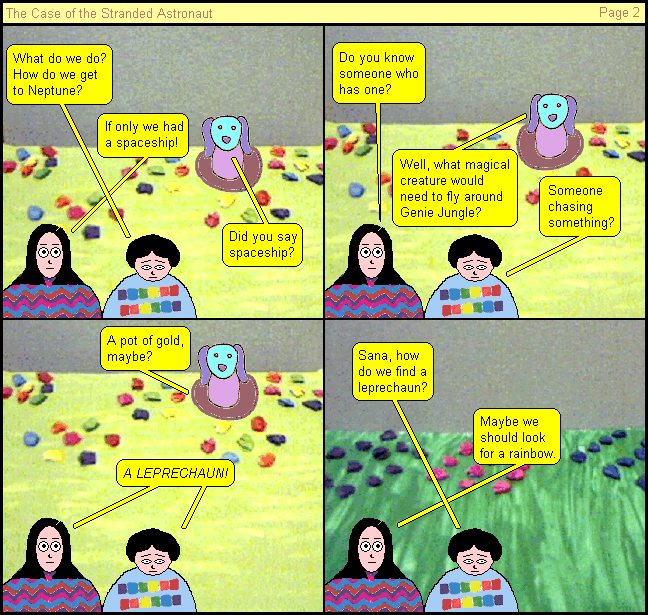 The Case of the Stranded Astronaut
Page 2
What do we do?
How do we get
to Neptune?
If only we had
a spaceship!
Did you say
spaceship?
Do you know
someone who
has one?
Well, what magical
creature would
need to fly around
Genie Jungle?
Someone
chasing
something?
A pot of gold,
maybe?
A LEPRECHAUN!
Sana, how
do we find a
leprechaun?
Maybe we
should look
for a rainbow.